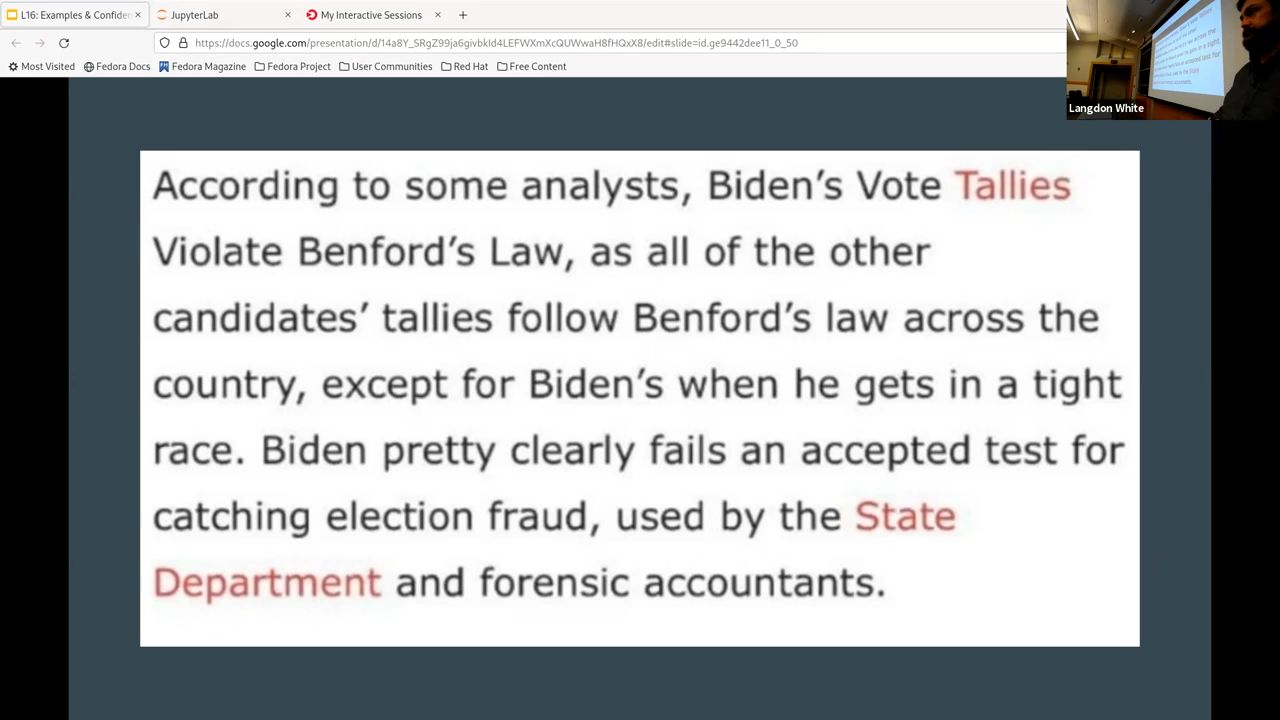 L16: Examples & Confiden
JupyterLab
My Interactive Sessions
https://docs.google.com/presentation/d/14a8Y_SRgZ99ja6givlxkf4LEFWXmXcQUWwaH8fHQxX8/edit#slide=id.ge9442dee11_0_50
Most Visited Fedora Docs Fedora Magazine Fedora Project User Communities Red Hat Free Content
Langdon White
According to some analysts, Biden’s Vote Tallies
Violate Benford’s Law, as all of the other
candidates’ tallies follow Benford’s law across the
country, except for Biden’s when he gets in a tight
race. Biden pretty clearly fails an accepted test for
catching election fraud, used by the State
Department and forensic accountants.